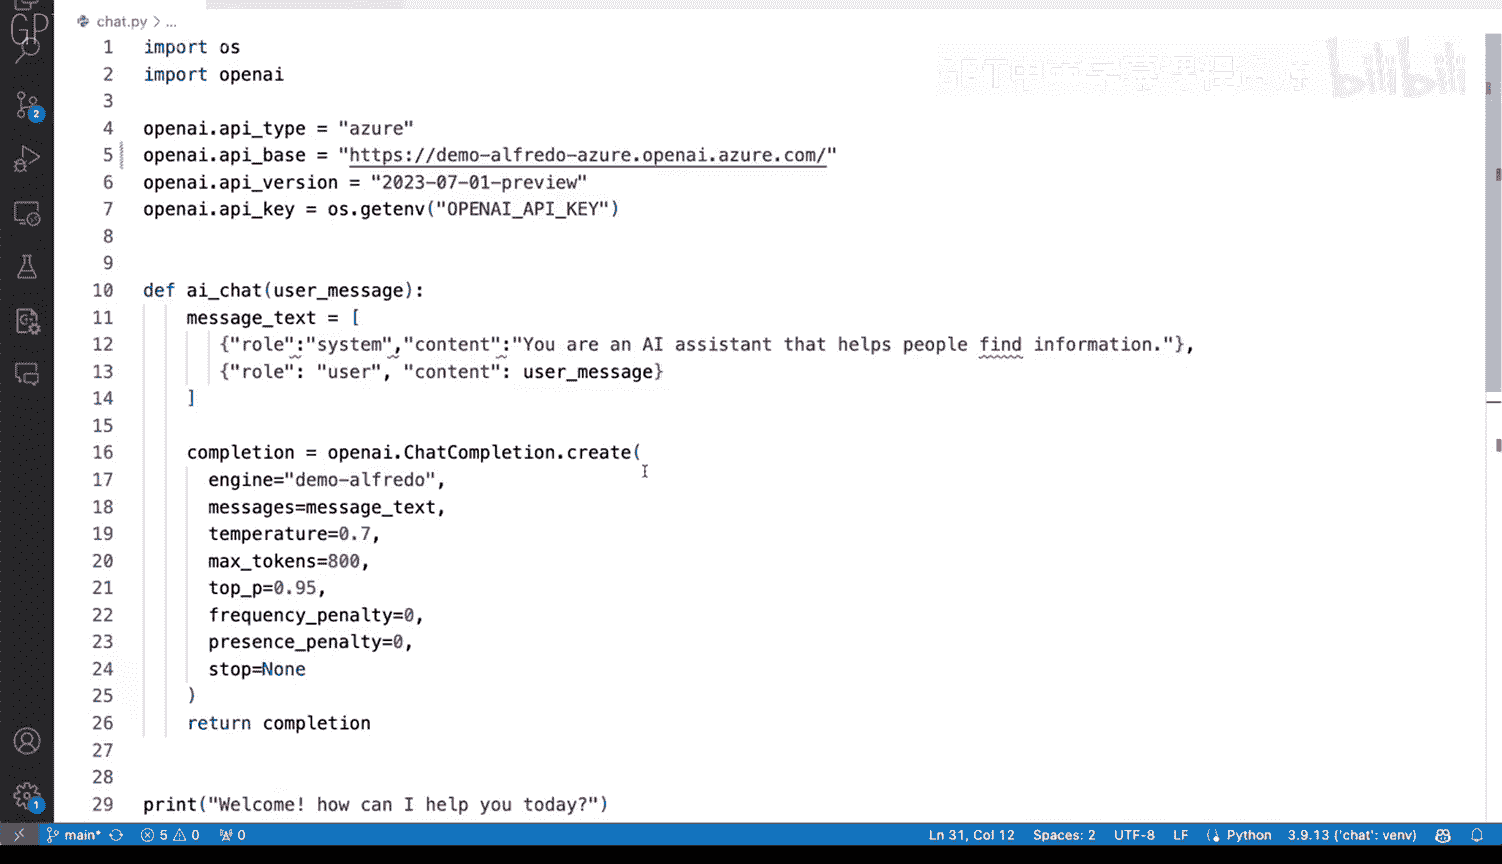 GP
chat.py > ...
bilibili
1 import os
2 import openai
3
4 openai.api_type = "azure"
5 openai.api_base = "https://demo-alfredo-azure.openai.azure.com/"
6 openai.api_version = "2023-07-01-preview"
7 openai.api_key = os.getenv("OPENAI_API_KEY")
8
9
10 def ai_chat(user_message):
11 message_text = [
12 {"role":"system","content":"You are an AI assistant that helps people find information."},
13 {"role": "user", "content": user_message}
14 ]
15
16 completion = openai.ChatCompletion.create(
17 engine="demo-alfredo",
18 messages=message_text,
19 temperature=0.7,
20 max_tokens=800,
21 top_p=0.95,
22 frequency_penalty=0,
23 presence_penalty=0,
24 stop=None
25 )
26 return completion
27
28
29 print("Welcome! how can I help you today?")
2
1
main* 5 0 0 Ln 31, Col 12 Spaces: 2 UTF-8 LF Python 3.9.13 ('chat': venv)